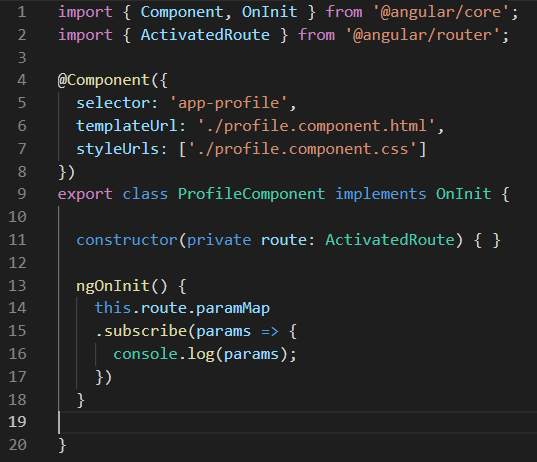 1 import { Component, OnInit } from '@angular/core';
2 import { ActivatedRoute } from '@angular/router';
3
4 @Component({
5   selector: 'app-profile',
6   templateUrl: './profile.component.html',
7   styleUrls: ['./profile.component.css']
8 })
9 export class ProfileComponent implements OnInit {
10
11   constructor(private route: ActivatedRoute) { }
12
13   ngOnInit() {
14     this.route.paramMap
15     .subscribe(params => {
16       console.log(params);
17     })
18   }
19
20 }